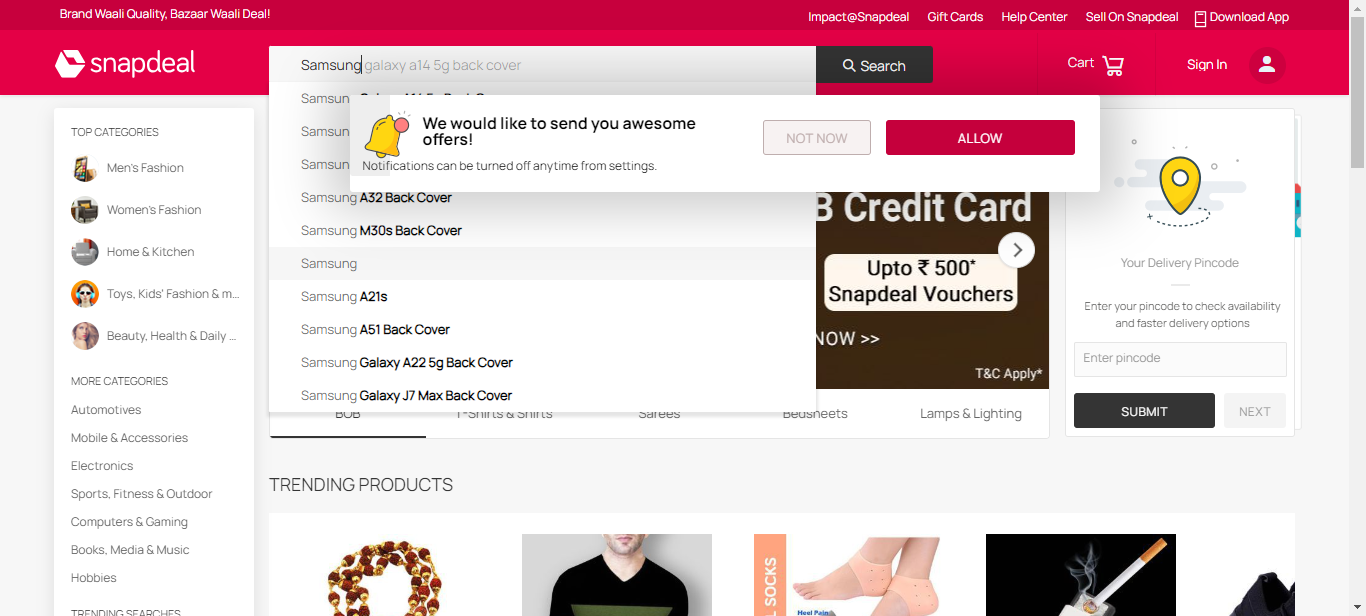 Brand Waali Quality, Bazaar Waali Deal!
Impact@Snapdeal
Gift Cards
Help Center
Sell On Snapdeal
Download App
snapdeal
Samsung galaxy a14 5g back cover
Search
Cart
Sign In
Samsun
Samsun
Samsun
Samsung A32 Back Cover
Samsung M30s Back Cover
Samsung
Samsung A21s
Samsung A51 Back Cover
Samsung Galaxy A22 5g Back Cover
Samsung Galaxy J7 Max Back Cover
We would like to send you awesome
offers!
Notifications can be turned off anytime from settings.
NOT NOW
ALLOW
TOP CATEGORIES
Men's Fashion
Women's Fashion
Home & Kitchen
Toys, Kids' Fashion & m...
Beauty, Health & Daily ...
MORE CATEGORIES
Automotives
Mobile & Accessories
Electronics
Sports, Fitness & Outdoor
Computers & Gaming
Books, Media & Music
Hobbies
TRENDING SEARCHES
B Credit Card
Upto ₹ 500*
Snapdeal Vouchers
NOW >>
T&C Apply*
BOB
T-Shirts & Shirts
Sarees
Bedsheets
Lamps & Lighting
Your Delivery Pincode
Enter your pincode to check availability
and faster delivery options
Enter pincode
SUBMIT
NEXT
TRENDING PRODUCTS
L SOCKS
Heel Pain